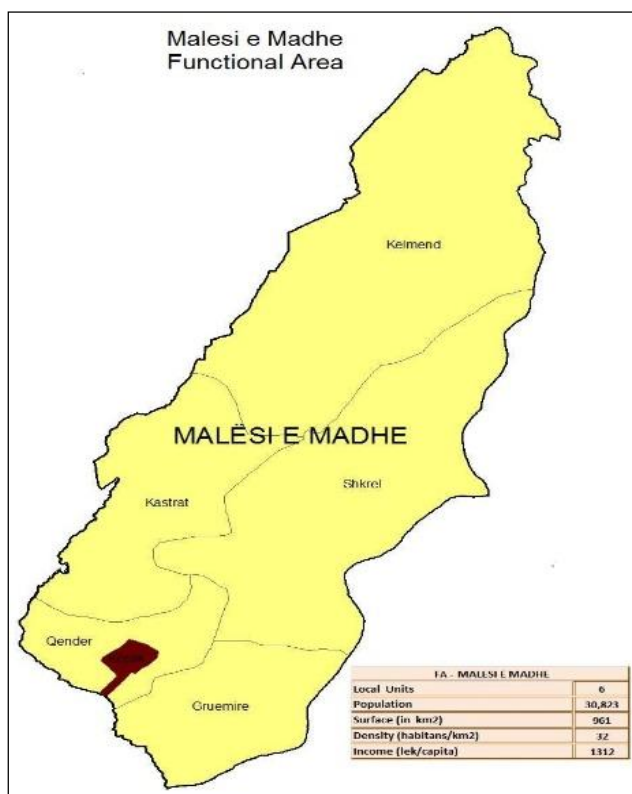 Malesi e Madhe
Functional Area
Kelmend
MALËSI E MADHE
Shkrel
Kastrat
Qender
Gruemire
FA - MALESI E MADHE
Local Units 6
Population 30,823
Surface (in km2) 961
Density (habitans/km2) 32
Income (lek/capita) 1312